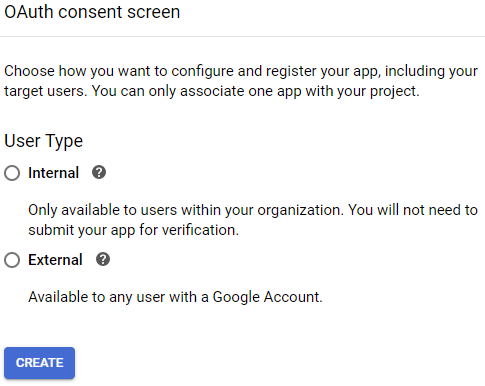 OAuth consent screen
Choose how you want to configure and register your app, including your
target users. You can only associate one app with your project.
User Type
Internal ?
Only available to users within your organization. You will not need to
submit your app for verification.
External ?
Available to any user with a Google Account.
CREATE